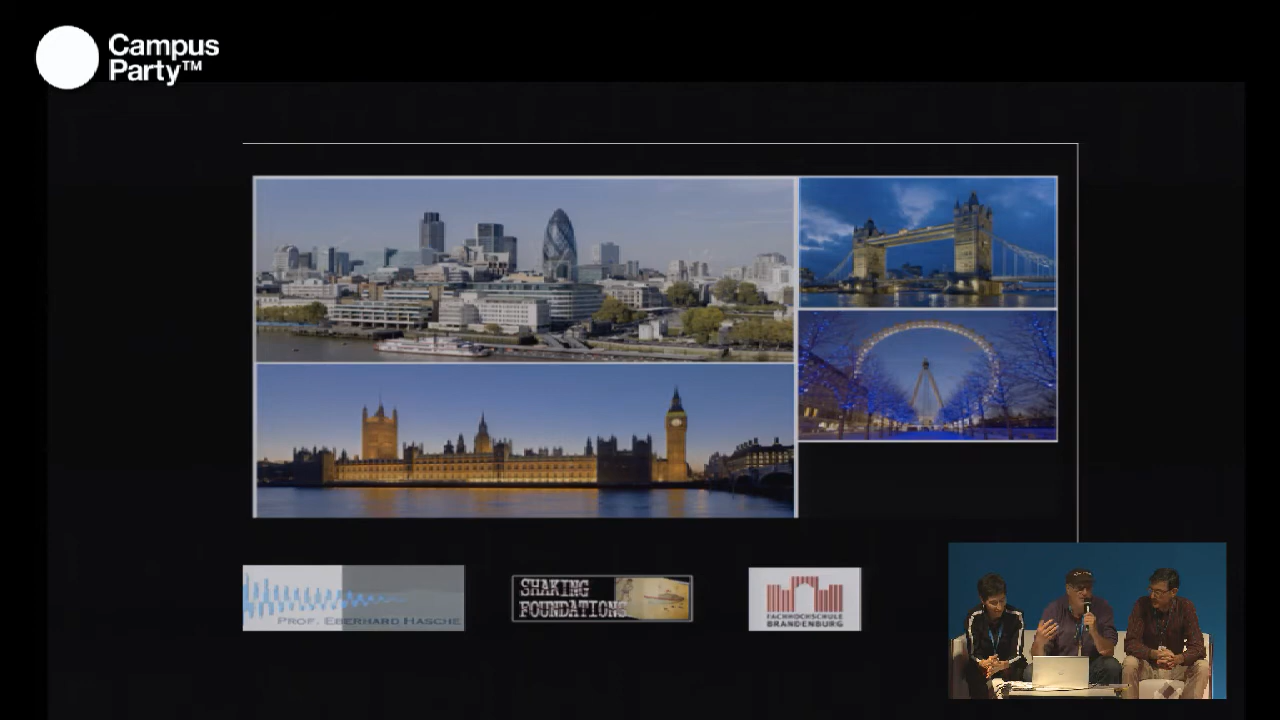 Campus
Party™
PROF. EBERHARD HASCHE
SHAKING
FOUNDATIONS
FACHHOCHSCHULE
BRANDENBURG